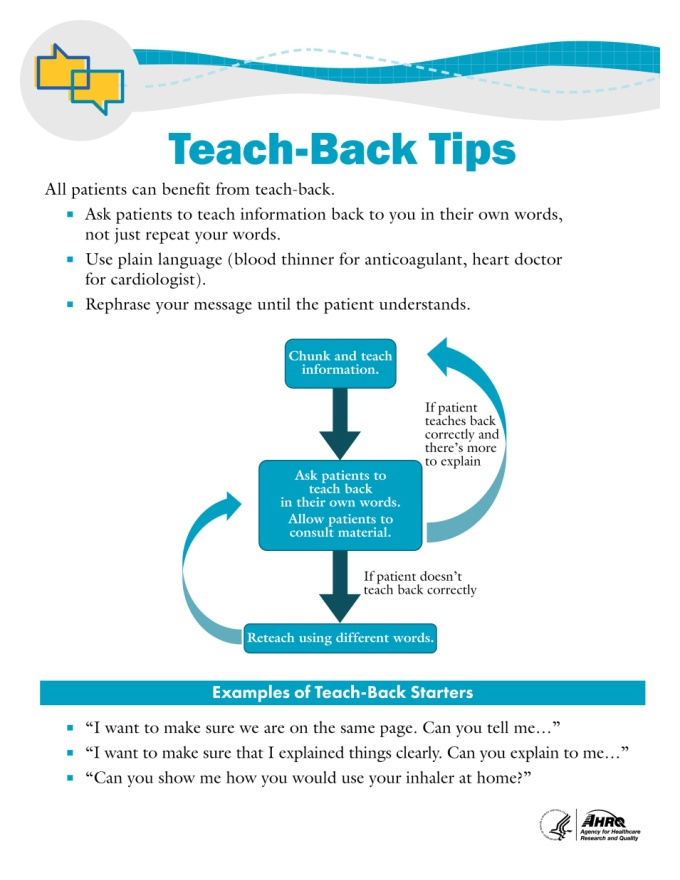 Teach-Back Tips
All patients can benefit from teach-back.
▪ Ask patients to teach information back to you in their own words,
not just repeat your words.
▪ Use plain language (blood thinner for anticoagulant, heart doctor
for cardiologist).
▪ Rephrase your message until the patient understands.
Chunk and teach
information.
If patient
teaches back
correctly and
there's more
to explain
Ask patients to
teach back
in their own words.
Allow patients to
consult material.
If patient doesn't
teach back correctly
Reteach using different words.
Examples of Teach-Back Starters
▪ “I want to make sure we are on the same page. Can you tell me…”
▪ “I want to make sure that I explained things clearly. Can you explain to me…”
▪ “Can you show me how you would use your inhaler at home?”
AHRQ
Agency for Healthcare
Research and Quality